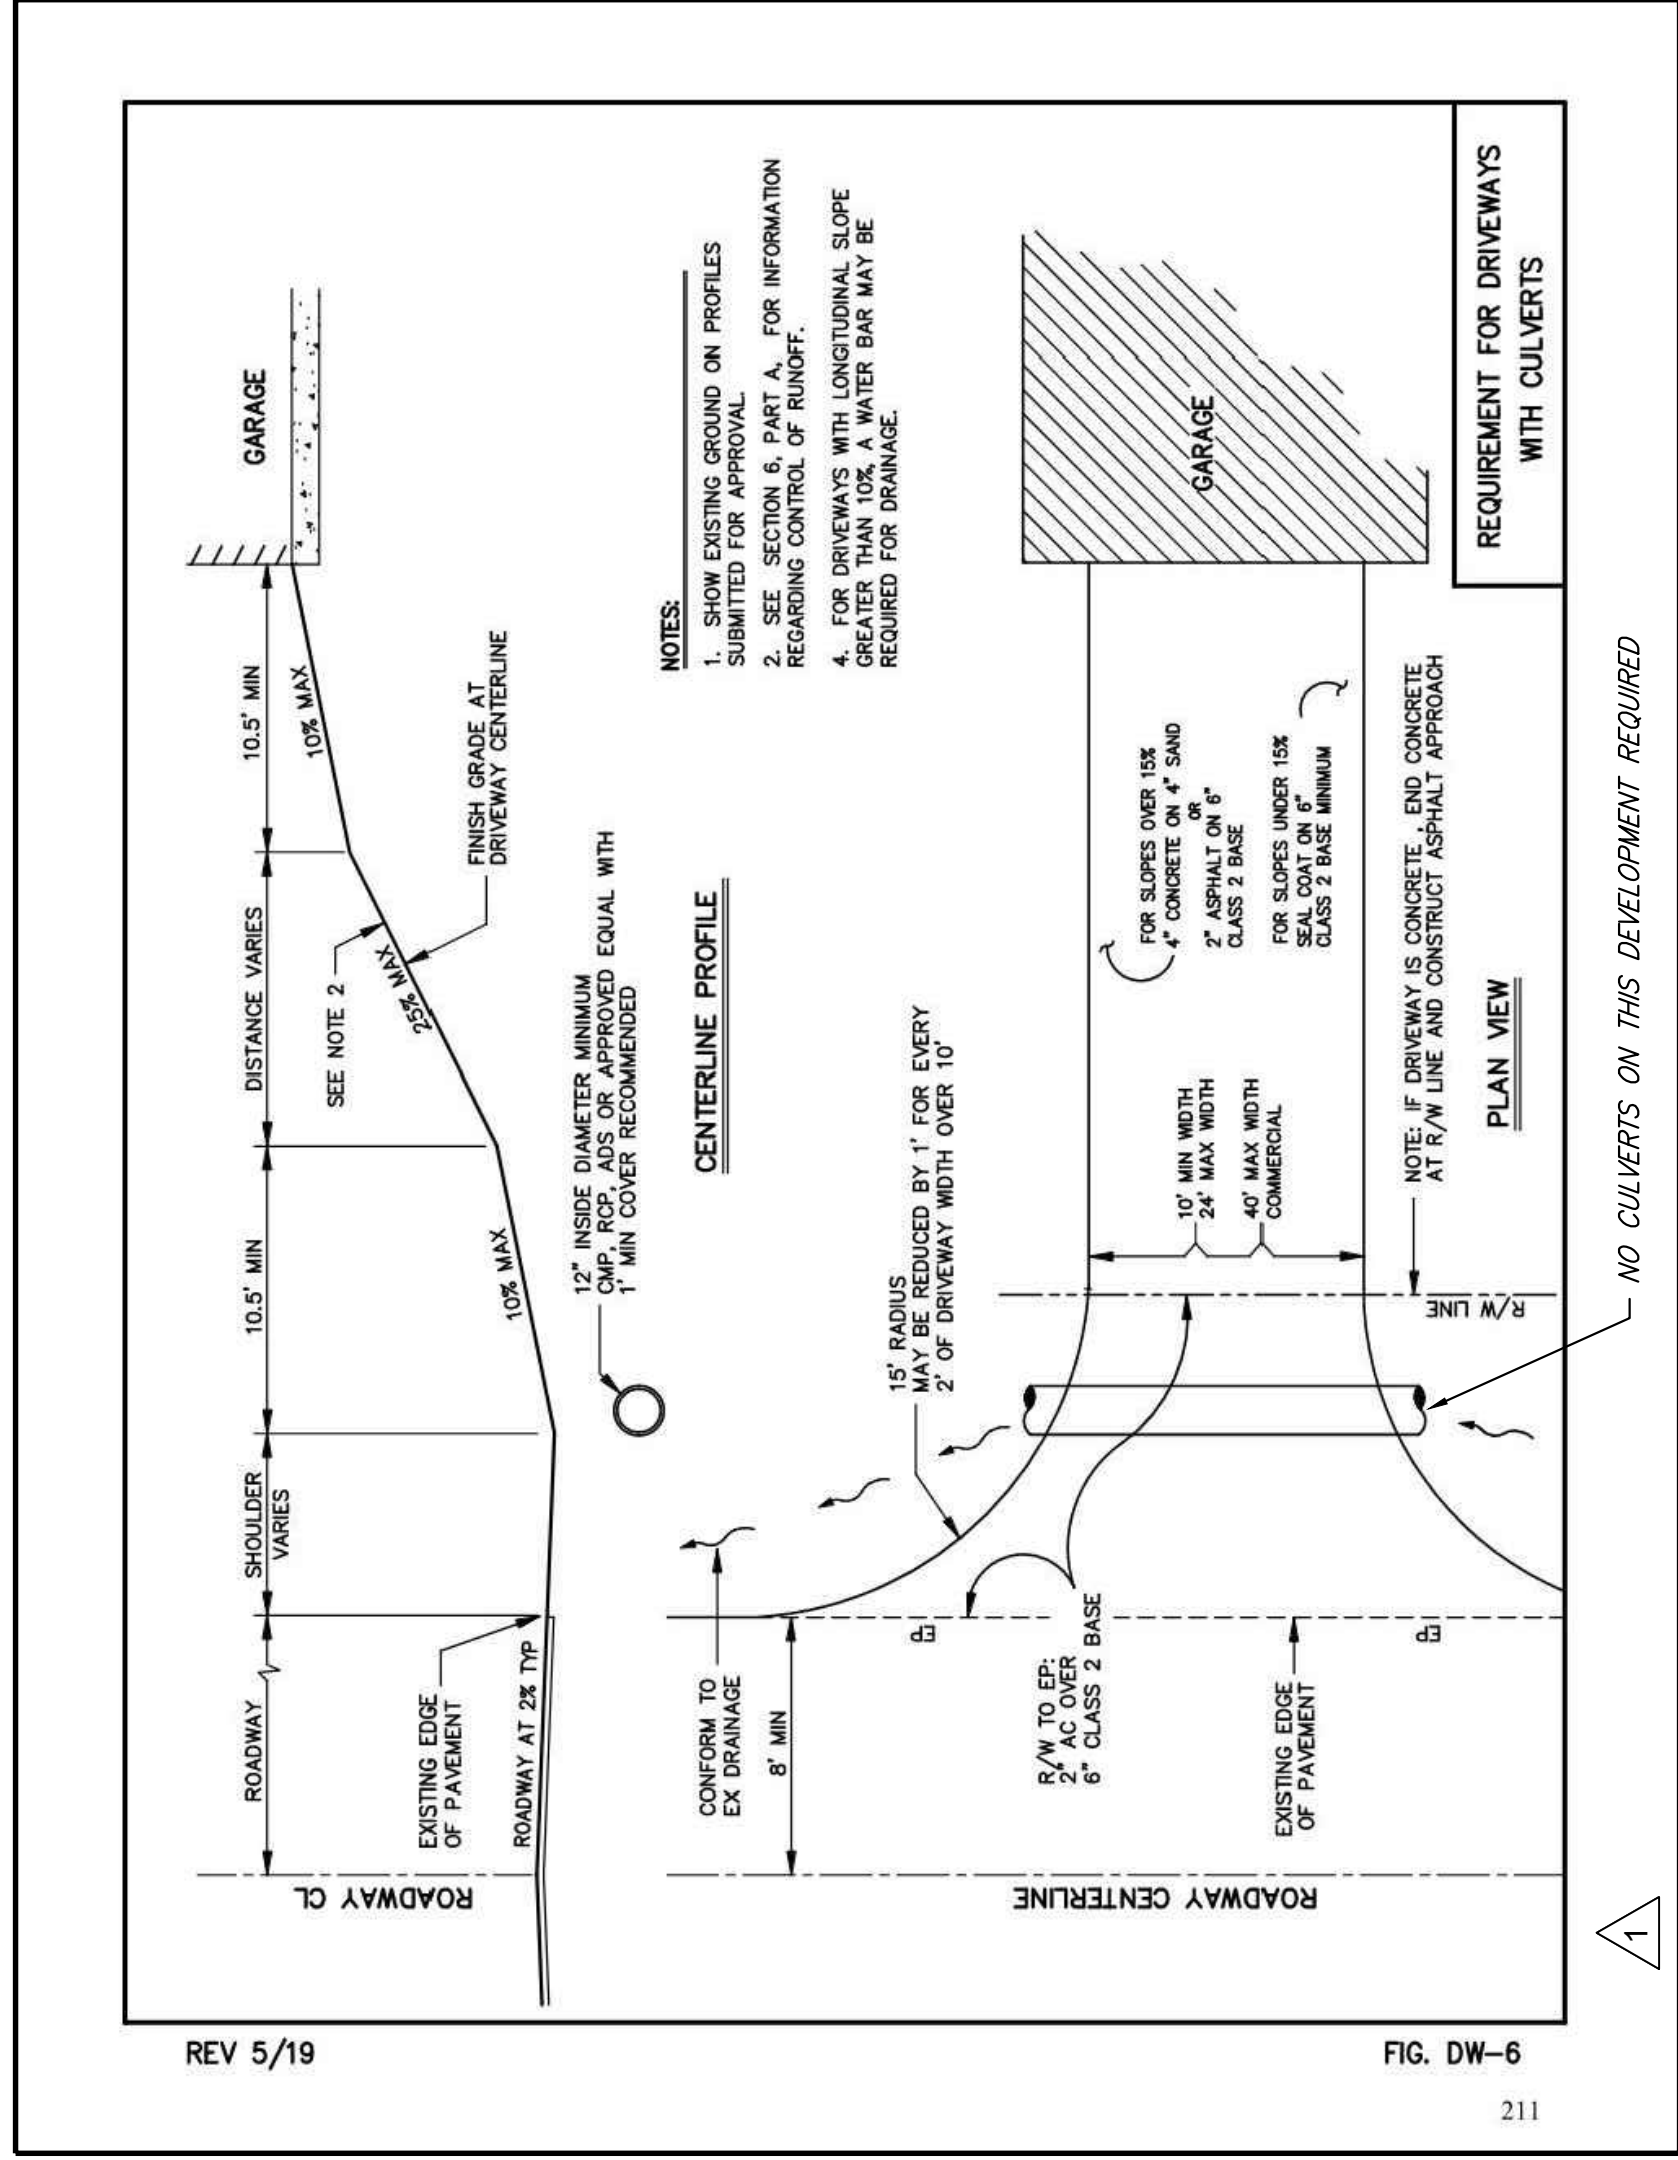 ROADWAY
SHOULDER
VARIES
10.5' MIN
DISTANCE VARIES
10.5' MIN
GARAGE
ROADWAY CL
EXISTING EDGE
OF PAVEMENT
ROADWAY AT 2% TYP
10% MAX
SEE NOTE 2
25% MAX
10% MAX
FINISH GRADE AT
DRIVEWAY CENTERLINE
12" INSIDE DIAMETER MINIMUM
CMP, RCP, ADS OR APPROVED EQUAL WITH
1' MIN COVER RECOMMENDED
CENTERLINE PROFILE
NOTES:
1. SHOW EXISTING GROUND ON PROFILES
SUBMITTED FOR APPROVAL.
2. SEE SECTION 6, PART A, FOR INFORMATION
REGARDING CONTROL OF RUNOFF.
4. FOR DRIVEWAYS WITH LONGITUDINAL SLOPE
GREATER THAN 10%, A WATER BAR MAY BE
REQUIRED FOR DRAINAGE.
CONFORM TO
EX DRAINAGE
8' MIN
15' RADIUS
MAY BE REDUCED BY 1' FOR EVERY
2' OF DRIVEWAY WIDTH OVER 10'
EP
ROADWAY CENTERLINE
R/W TO EP:
2" AC OVER
6" CLASS 2 BASE
EXISTING EDGE
OF PAVEMENT
EP
10' MIN WIDTH
24' MAX WIDTH
40' MAX WIDTH
COMMERCIAL
FOR SLOPES OVER 15%
4" CONCRETE ON 4" SAND
OR
2" ASPHALT ON 6"
CLASS 2 BASE
FOR SLOPES UNDER 15%
SEAL COAT ON 6"
CLASS 2 BASE MINIMUM
GARAGE
R/W LINE
NOTE: IF DRIVEWAY IS CONCRETE, END CONCRETE
AT R/W LINE AND CONSTRUCT ASPHALT APPROACH
PLAN VIEW
REQUIREMENT FOR DRIVEWAYS
WITH CULVERTS
NO CULVERTS ON THIS DEVELOPMENT REQUIRED
1
REV 5/19
FIG. DW-6
211